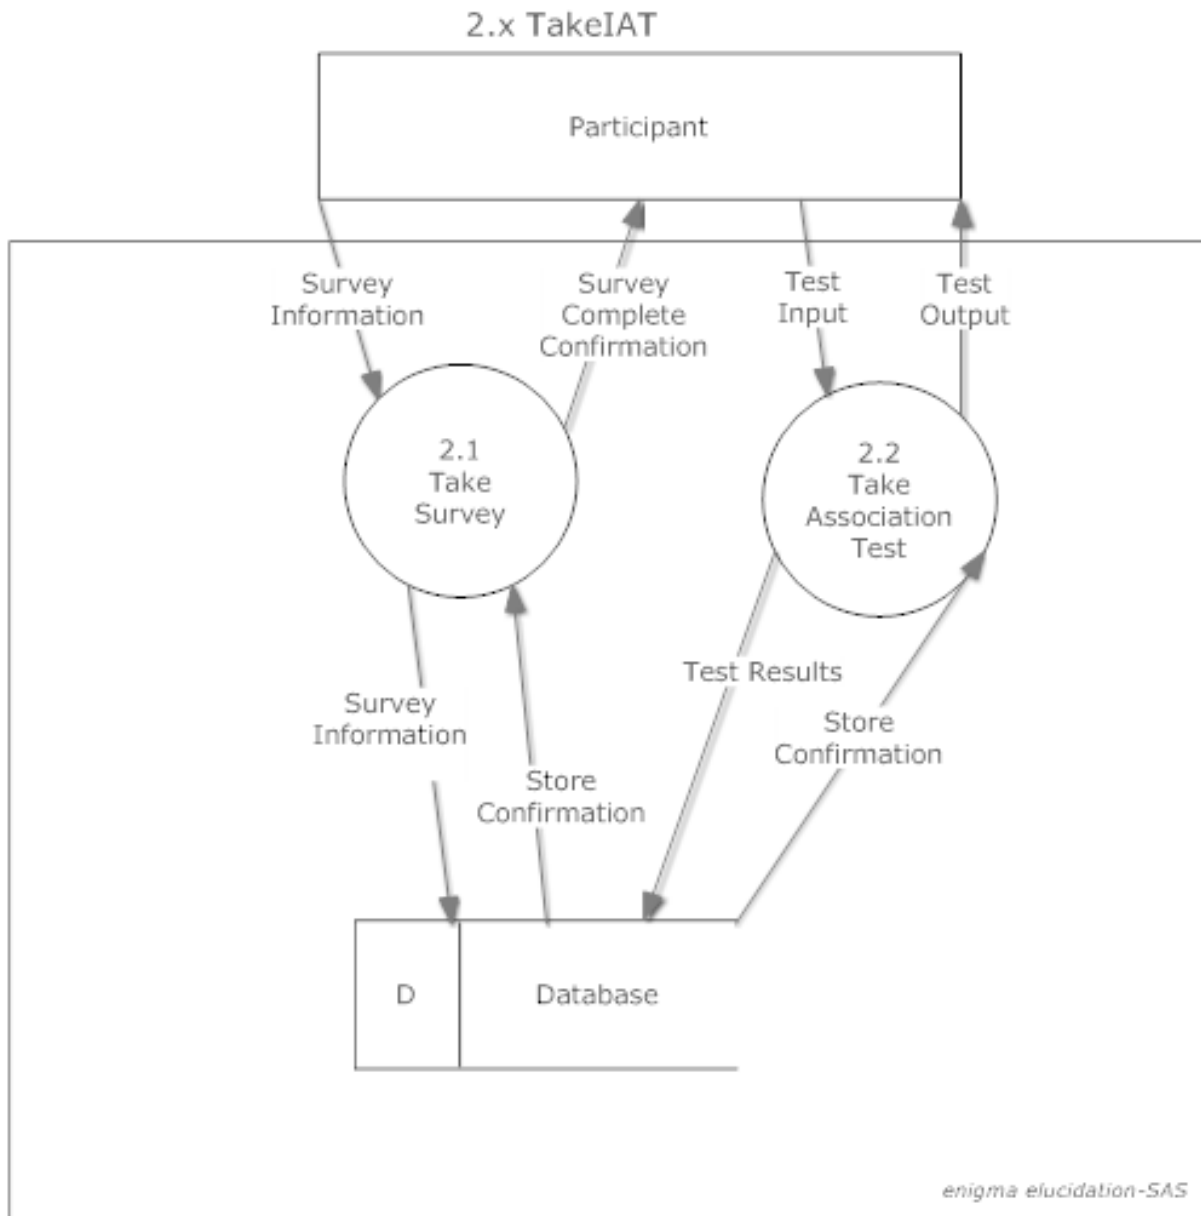 2.x TakeIAT
Participant
Survey
Information
Survey
Complete
Confirmation
Test
Input
Test
Output
2.1
Take
Survey
2.2
Take
Association
Test
Survey
Information
Store
Confirmation
Test Results
Store
Confirmation
D
Database
enigma elucidation-SAS